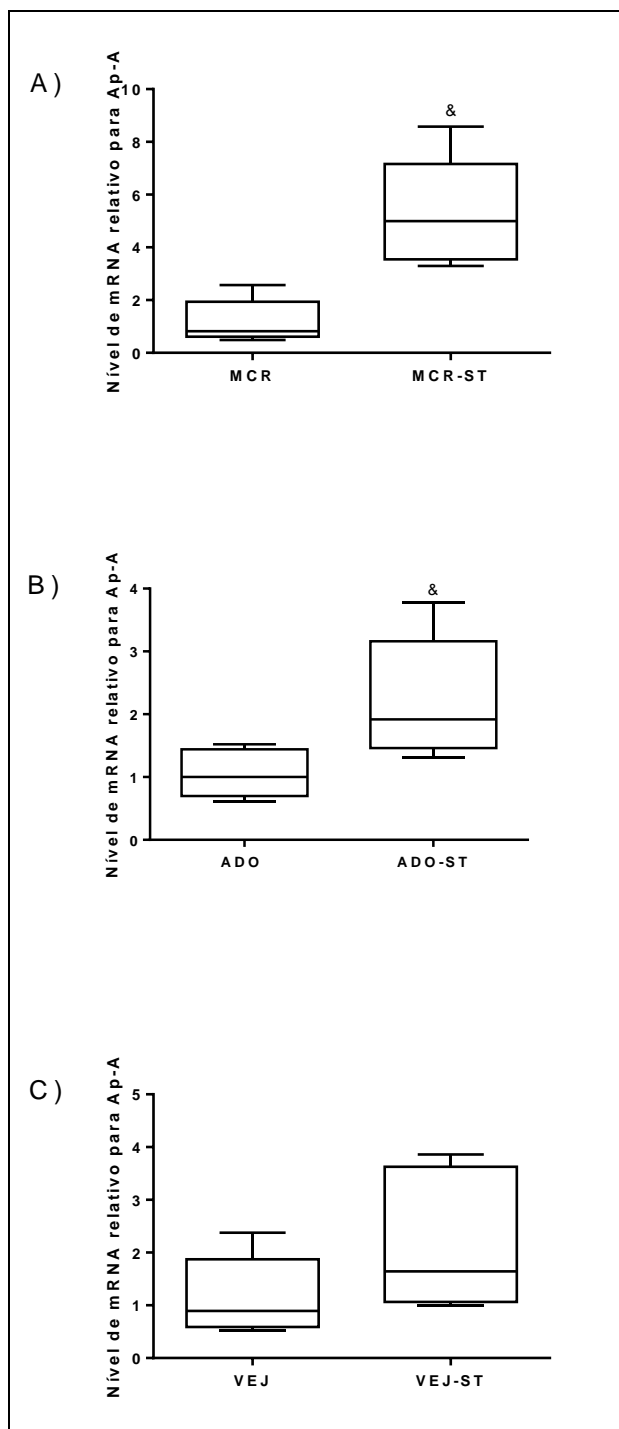 A)
Nível de mRNA relativo para Ap-A
10
8
6
4
2
0
&
MCR
MCR-ST
B)
Nível de mRNA relativo para Ap-A
4
3
2
1
0
&
ADO
ADO-ST
C)
Nível de mRNA relativo para Ap-A
5
4
3
2
1
0
VEJ
VEJ-ST